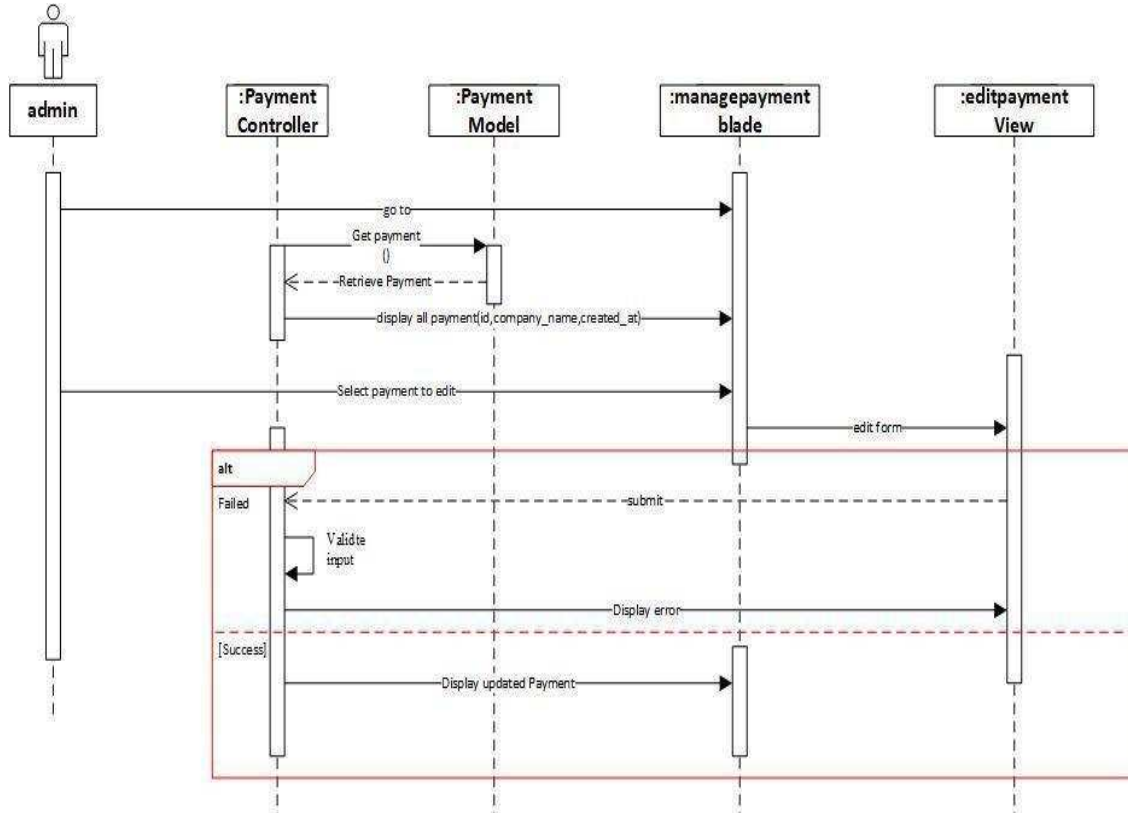 admin
:Payment
Controller
:Payment
Model
:managepayment
blade
:editpayment
View
go to
Get payment
()
Retrieve Payment
display all payment(id,company_name,created_at)
Select payment to edit
edit form
alt
Failed
submit
Validte
input
Display error
[Success]
Display updated Payment